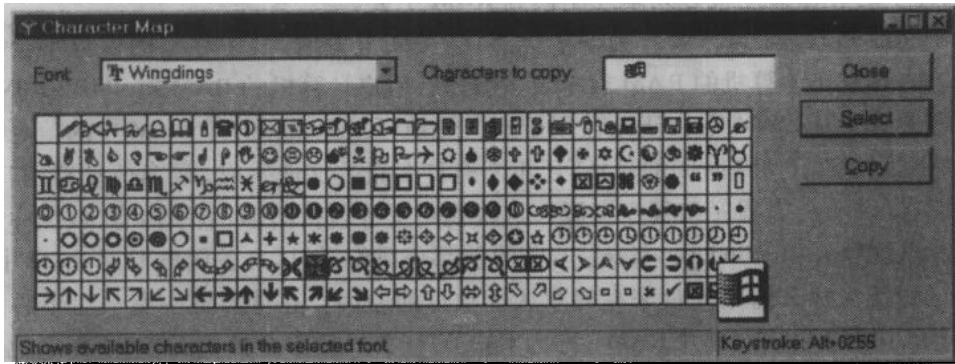 Character Map
Font: Wingdings Characters to copy: Close
Select
Copy
Shows available characters in the selected font. Keystroke: Alt+0255